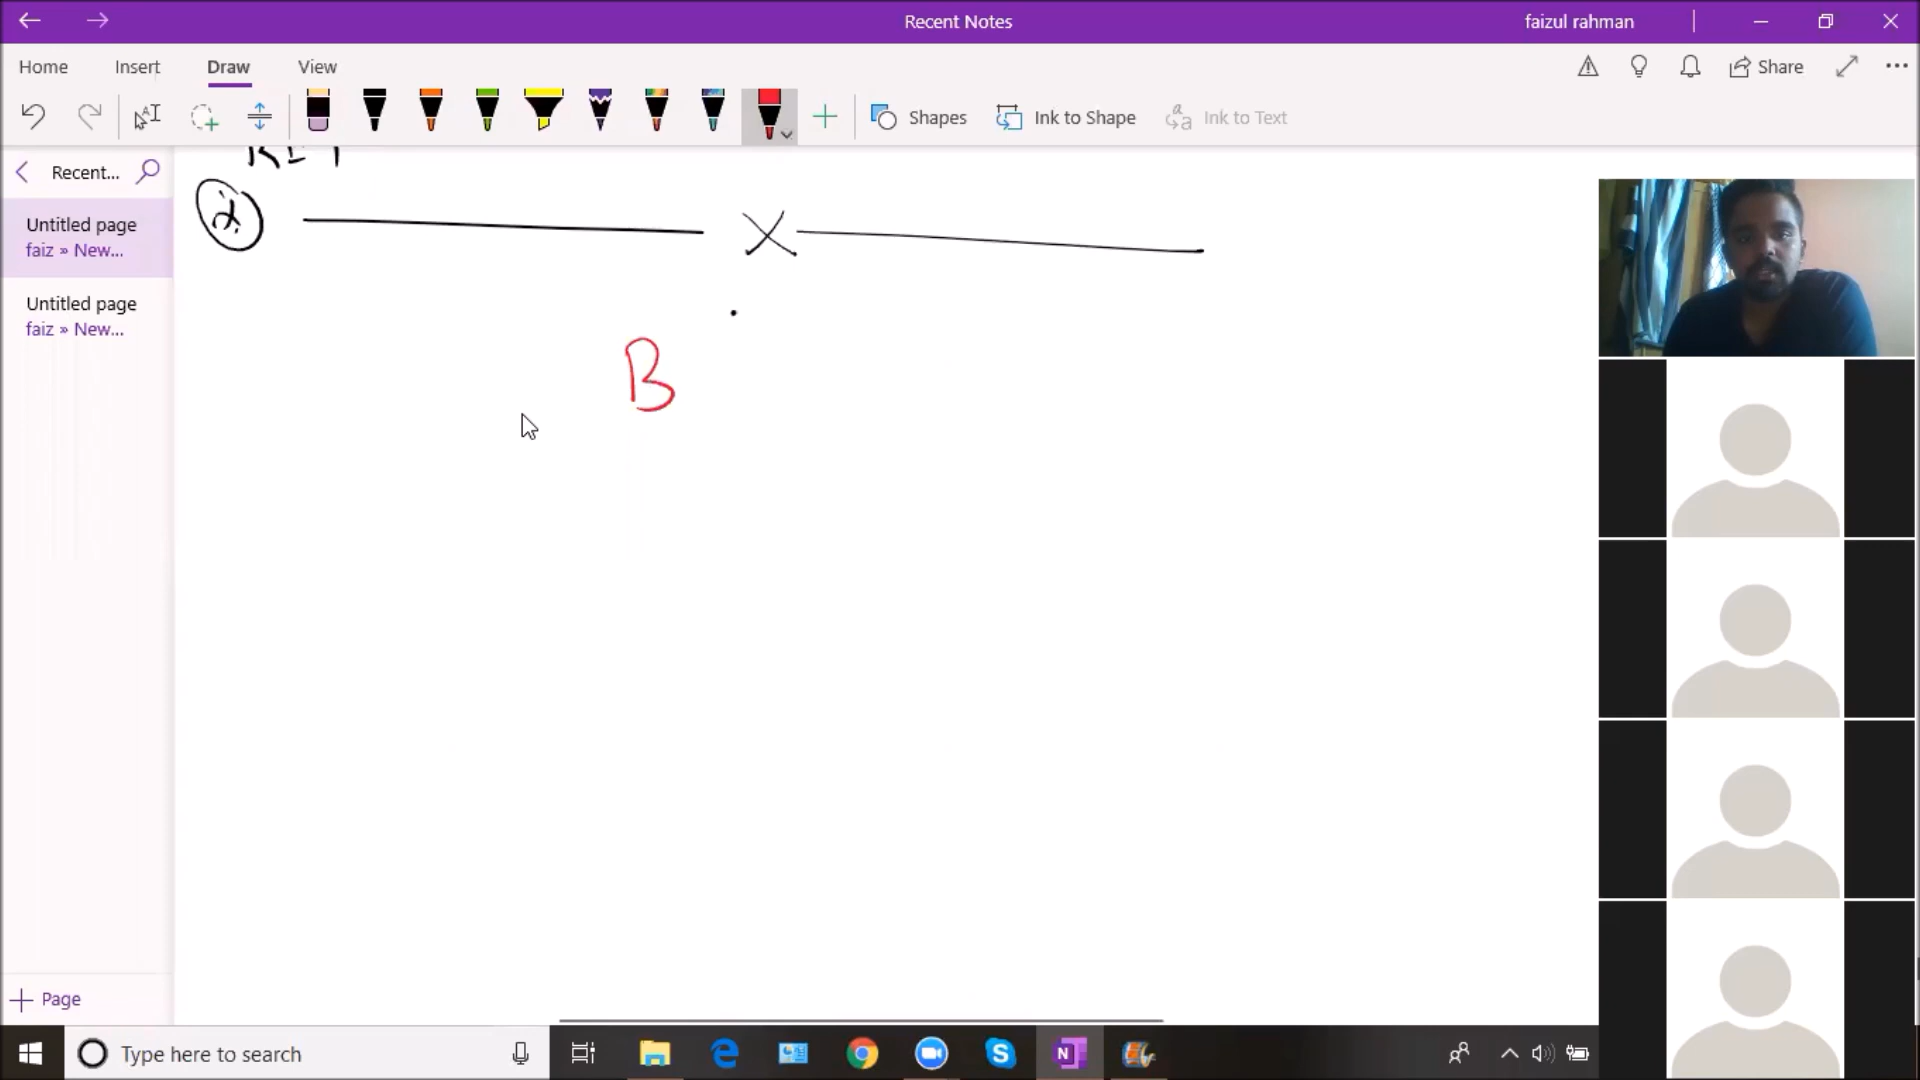 Recent Notes
faizul rahman
Home Insert Draw View
Share
Shapes
Ink to Shape
Ink to Text
Recent...
Untitled page
faiz » New...
Untitled page
faiz » New...
X
B
Page
Type here to search